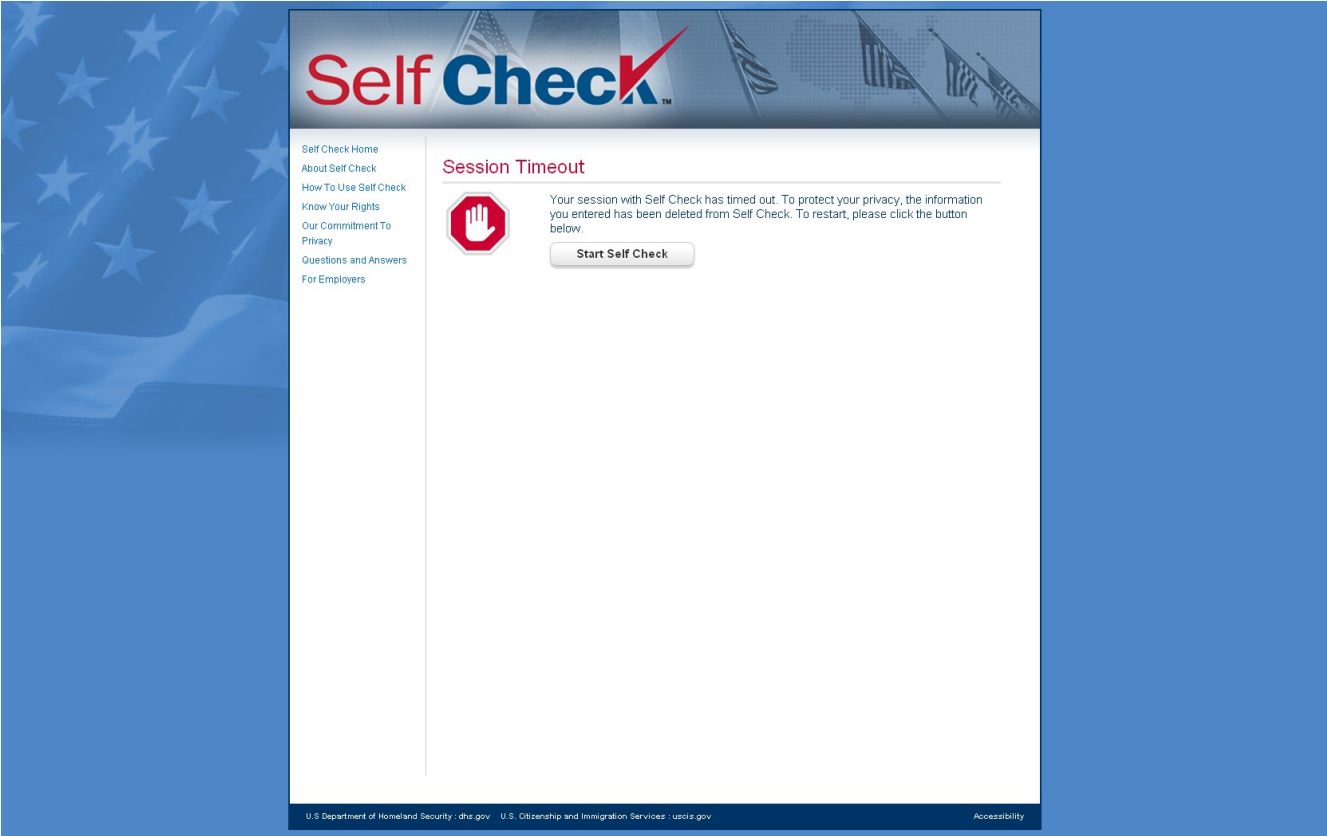 Self Check™
Self Check Home
About Self Check
How To Use Self Check
Know Your Rights
Our Commitment To
Privacy
Questions and Answers
For Employers
Session Timeout
Your session with Self Check has timed out. To protect your privacy, the information
you entered has been deleted from Self Check. To restart, please click the button
below.
Start Self Check
U.S Department of Homeland Security : dhs.gov U.S. Citizenship and Immigration Services : uscis.gov Accessibility